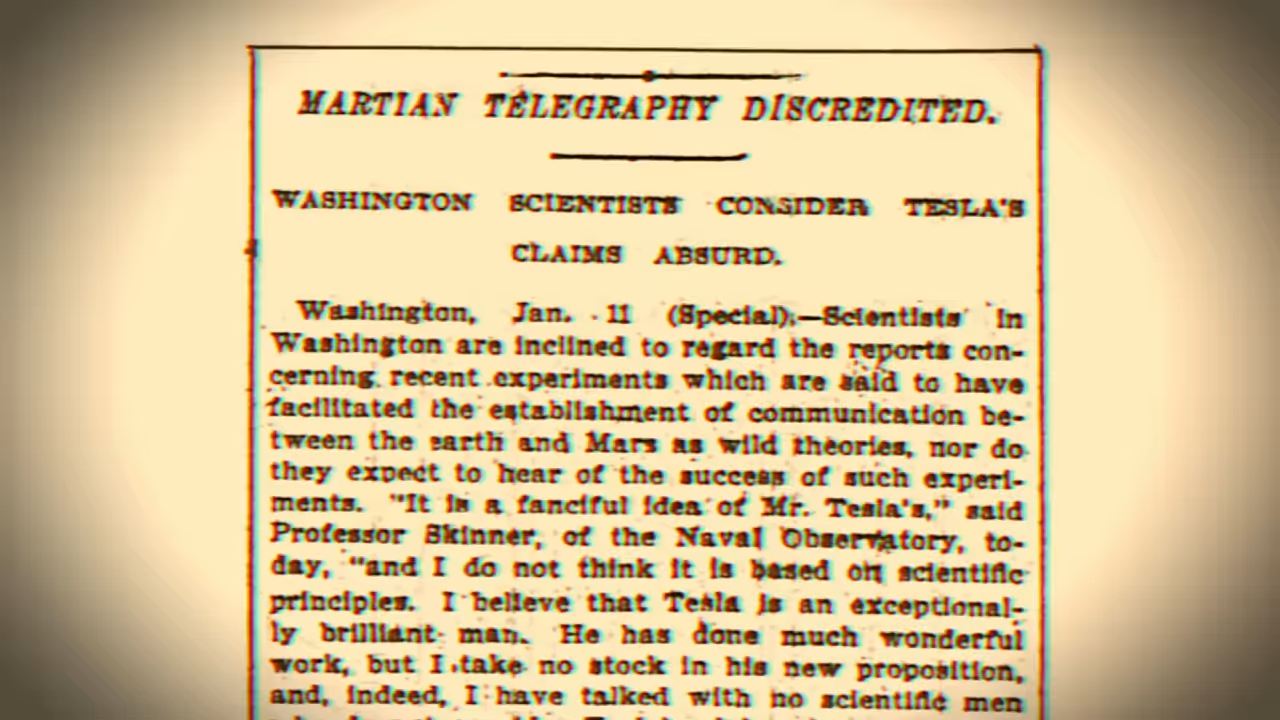 MARTIAN TELEGRAPHY DISCREDITED.
WASHINGTON SCIENTISTS CONSIDER TESLA'S
CLAIMS ABSURD.
Washington, Jan. 11 (Special).—Scientists in
Washington are inclined to regard the reports con-
cerning recent experiments which are said to have
facilitated the establishment of communication be-
tween the earth and Mars as wild theories, nor do
they expect to hear of the success of such experi-
ments. "It is a fanciful idea of Mr. Tesla's," said
Professor Skinner, of the Naval Observatory, to-
day, "and I do not think it is based on scientific
principles. I believe that Tesla is an exceptional-
ly brilliant man. He has done much wonderful
work, but I take no stock in his new proposition,
and, indeed, I have talked with no scientific men